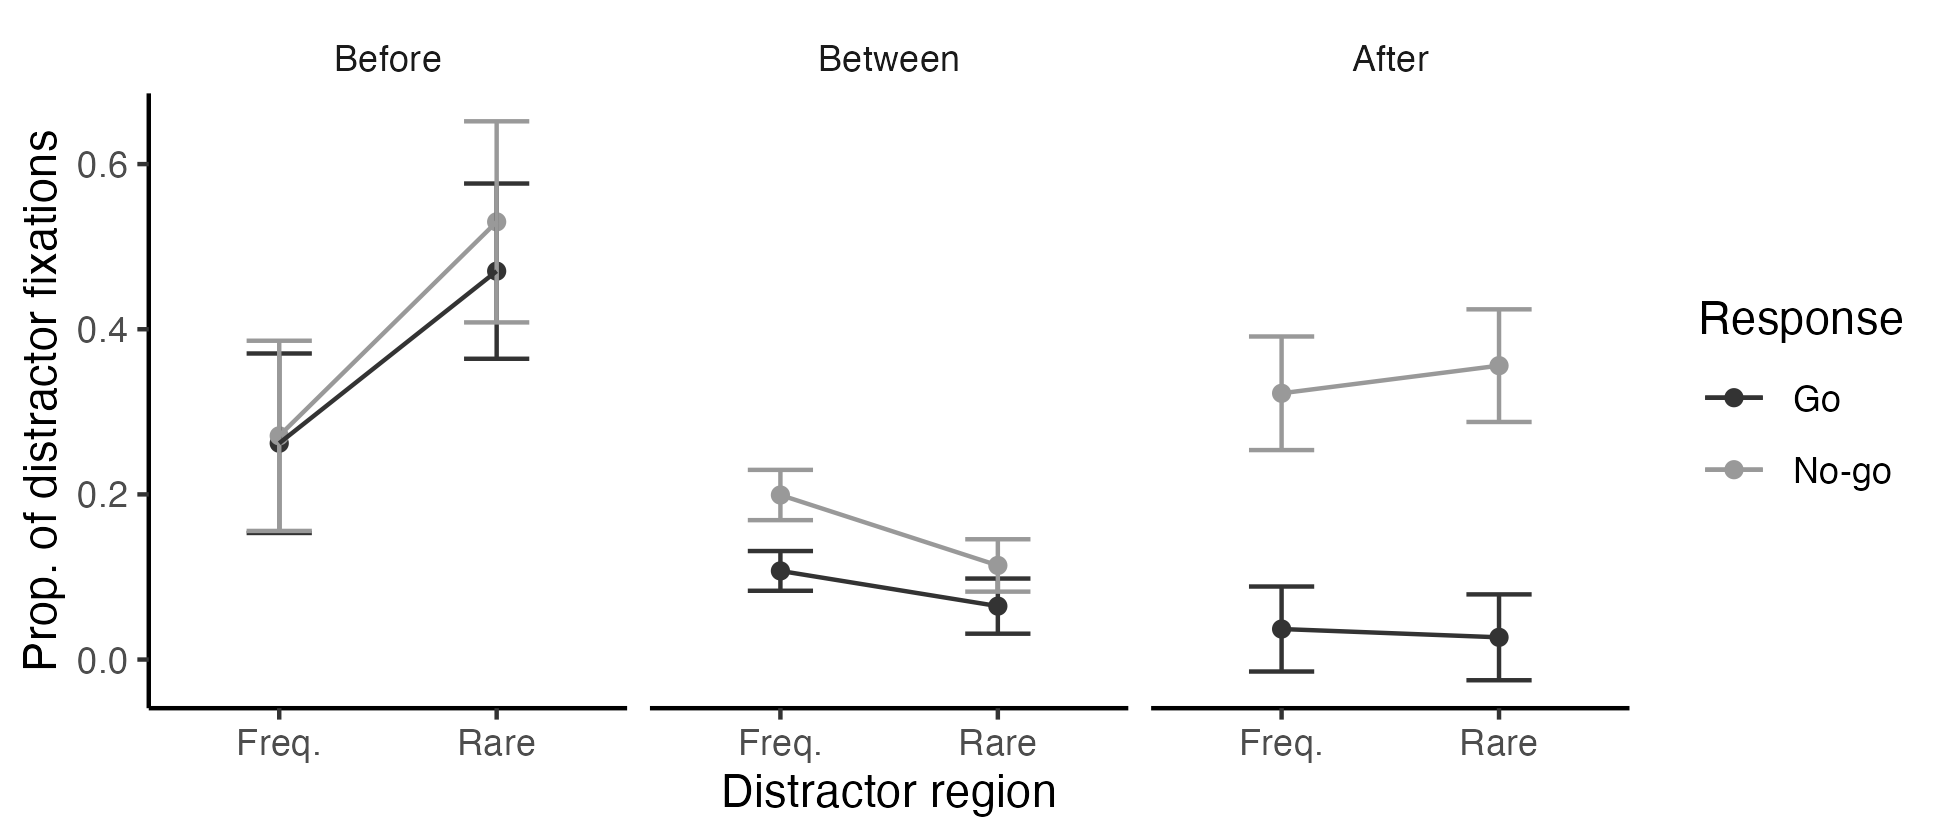 Before Between After
Prop. of distractor fixations
0.6
0.4
0.2
0.0
Freq. Rare Freq. Rare Freq. Rare
Distractor region
Response
Go
No-go